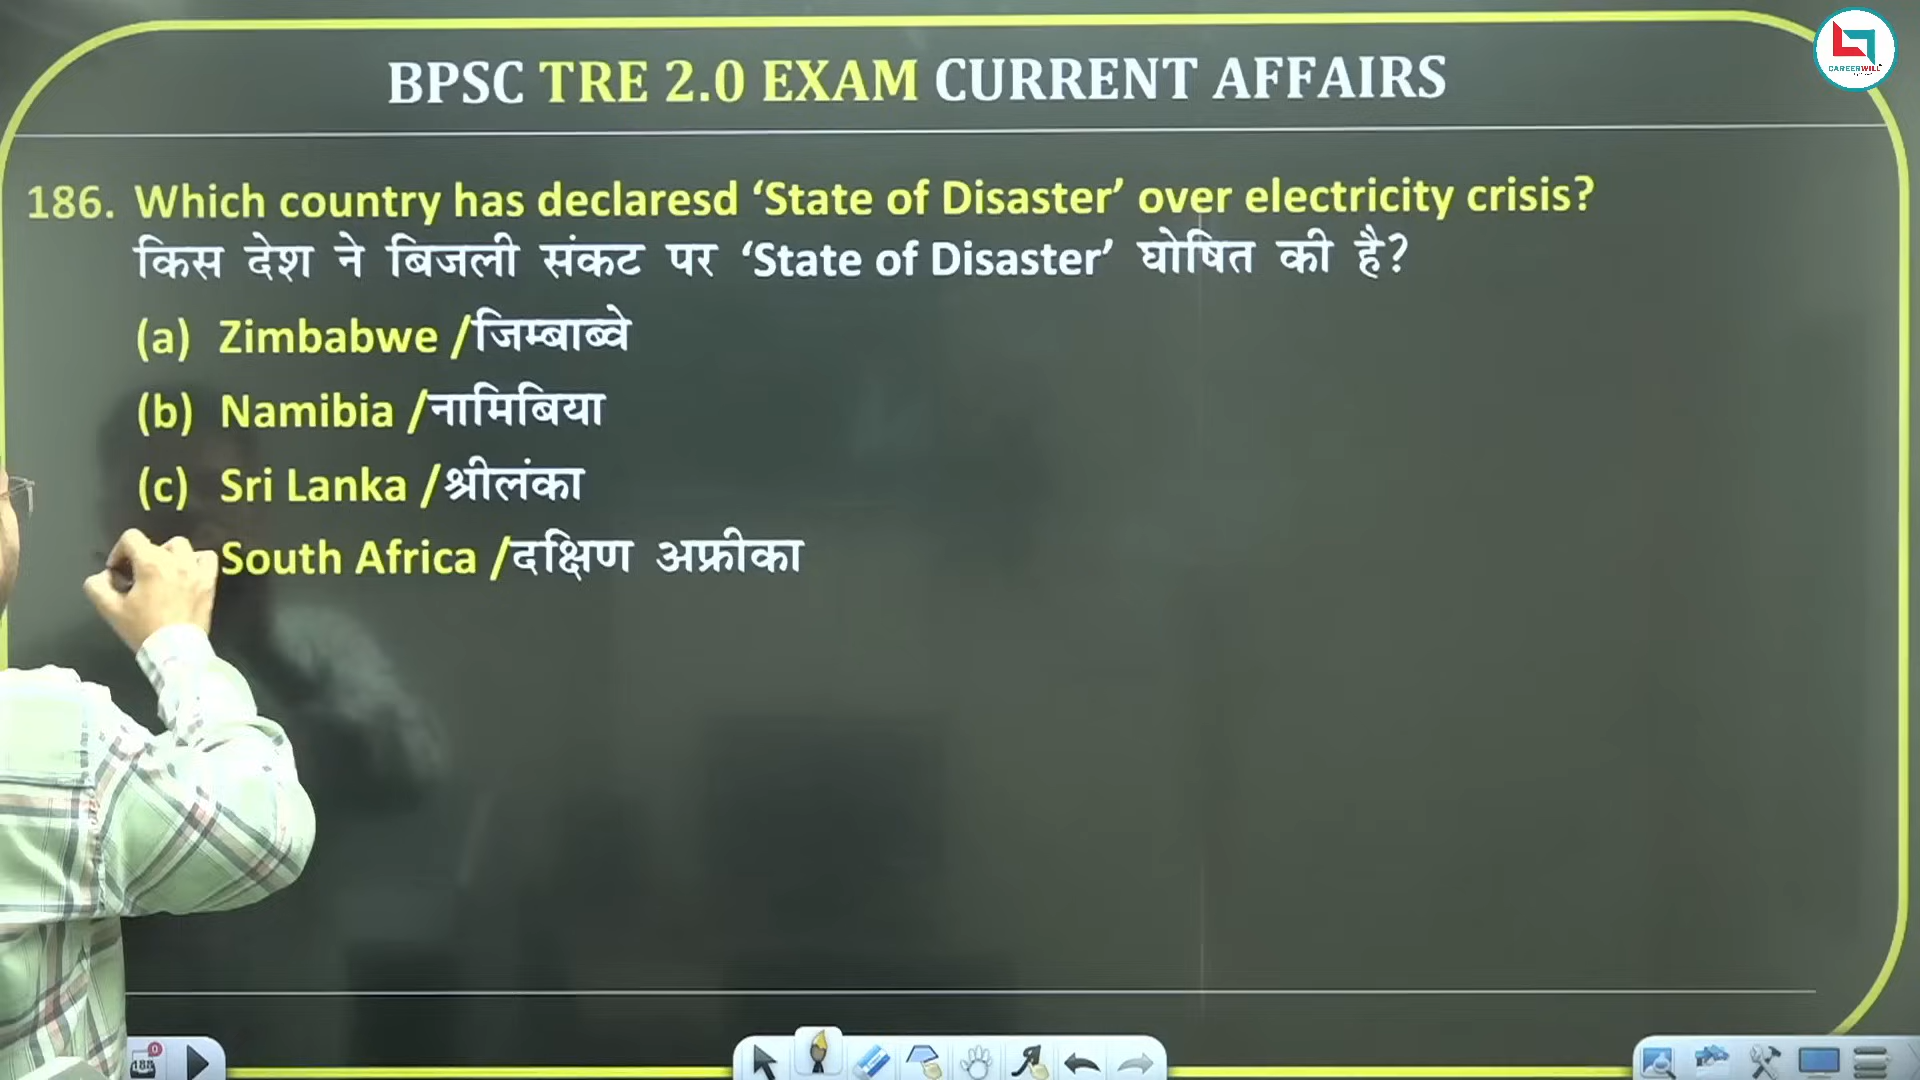 BPSC TRE 2.0 EXAM CURRENT AFFAIRS
CAREERWILL
186. Which country has declaresd ‘State of Disaster’ over electricity crisis?
किस देश ने बिजली संकट पर ‘State of Disaster’ घोषित की है?
(a) Zimbabwe /जिम्बाब्वे
(b) Namibia /नामिबिया
(c) Sri Lanka /श्रीलंका
South Africa /दक्षिण अफ्रीका